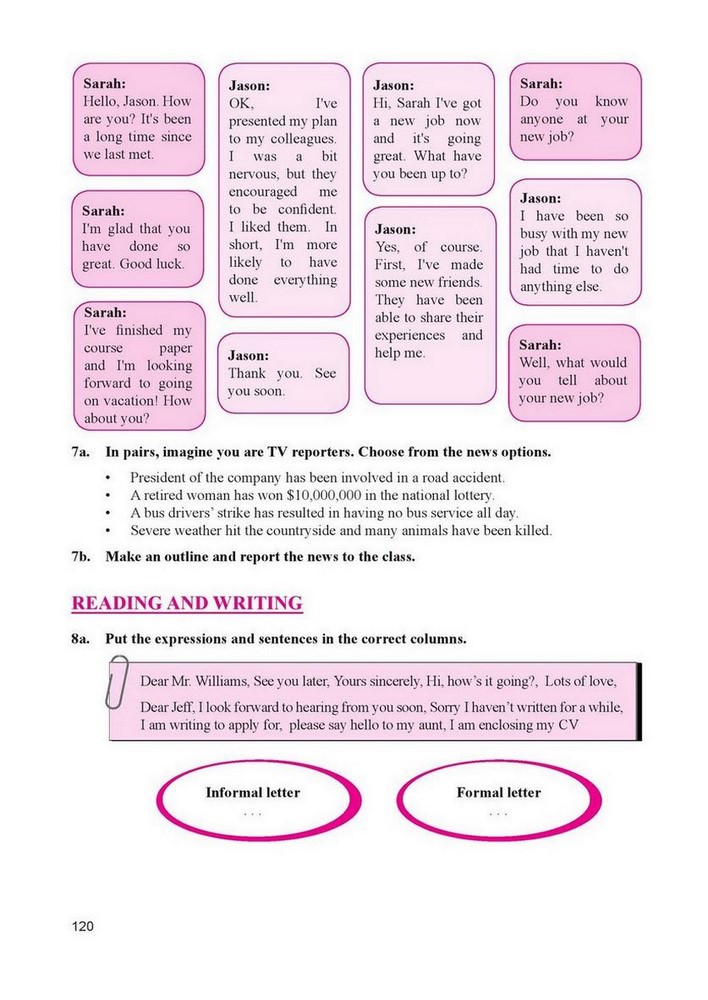 Sarah:
Hello, Jason. How
are you? It's been
a long time since
we last met.
Sarah:
I'm glad that you
have done so
great. Good luck.
Sarah:
I've finished my
course paper
and I'm looking
forward to going
on vacation! How
about you?
Jason:
OK, I've
presented my plan
to my colleagues.
I was a bit
nervous, but they
encouraged me
to be confident.
I liked them. In
short, I'm more
likely to have
done everything
well.
Jason:
Thank you. See
you soon.
Jason:
Hi, Sarah I've got
a new job now
and it's going
great. What have
you been up to?
Jason:
Yes, of course.
First, I've made
some new friends.
They have been
able to share their
experiences and
help me.
Sarah:
Do you know
anyone at your
new job?
Jason:
I have been so
busy with my new
job that I haven't
had time to do
anything else.
Sarah:
Well, what would
you tell about
your new job?
7a. In pairs, imagine you are TV reporters. Choose from the news options.
• President of the company has been involved in a road accident.
• A retired woman has won $10,000,000 in the national lottery.
• A bus drivers’ strike has resulted in having no bus service all day.
• Severe weather hit the countryside and many animals have been killed.
7b. Make an outline and report the news to the class.
READING AND WRITING
8a. Put the expressions and sentences in the correct columns.
Dear Mr. Williams, See you later, Yours sincerely, Hi, how’s it going?, Lots of love,
Dear Jeff, I look forward to hearing from you soon, Sorry I haven’t written for a while,
I am writing to apply for, please say hello to my aunt, I am enclosing my CV
Informal letter
. . .
Formal letter
. . .
120